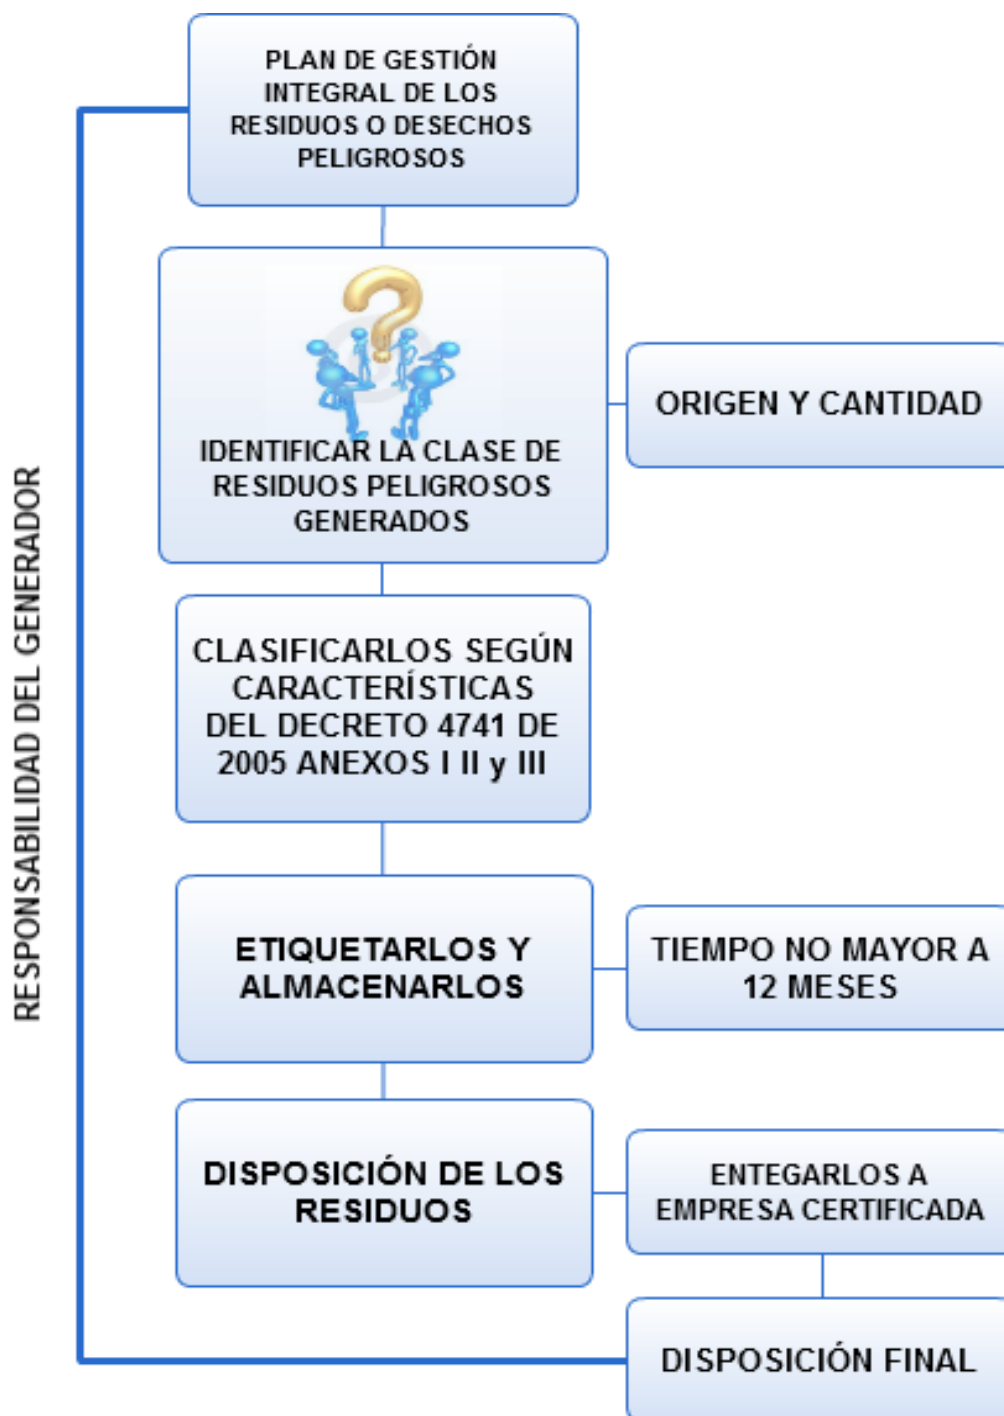 PLAN DE GESTIÓN
INTEGRAL DE LOS
RESIDUOS O DESECHOS
PELIGROSOS
IDENTIFICAR LA CLASE DE
RESIDUOS PELIGROSOS
GENERADOS
ORIGEN Y CANTIDAD
CLASIFICARLOS SEGÚN
CARACTERÍSTICAS
DEL DECRETO 4741 DE
2005 ANEXOS I II y III
ETIQUETARLOS Y
ALMACENARLOS
TIEMPO NO MAYOR A
12 MESES
DISPOSICIÓN DE LOS
RESIDUOS
ENTEGARLOS A
EMPRESA CERTIFICADA
DISPOSICIÓN FINAL
RESPONSABILIDAD DEL GENERADOR